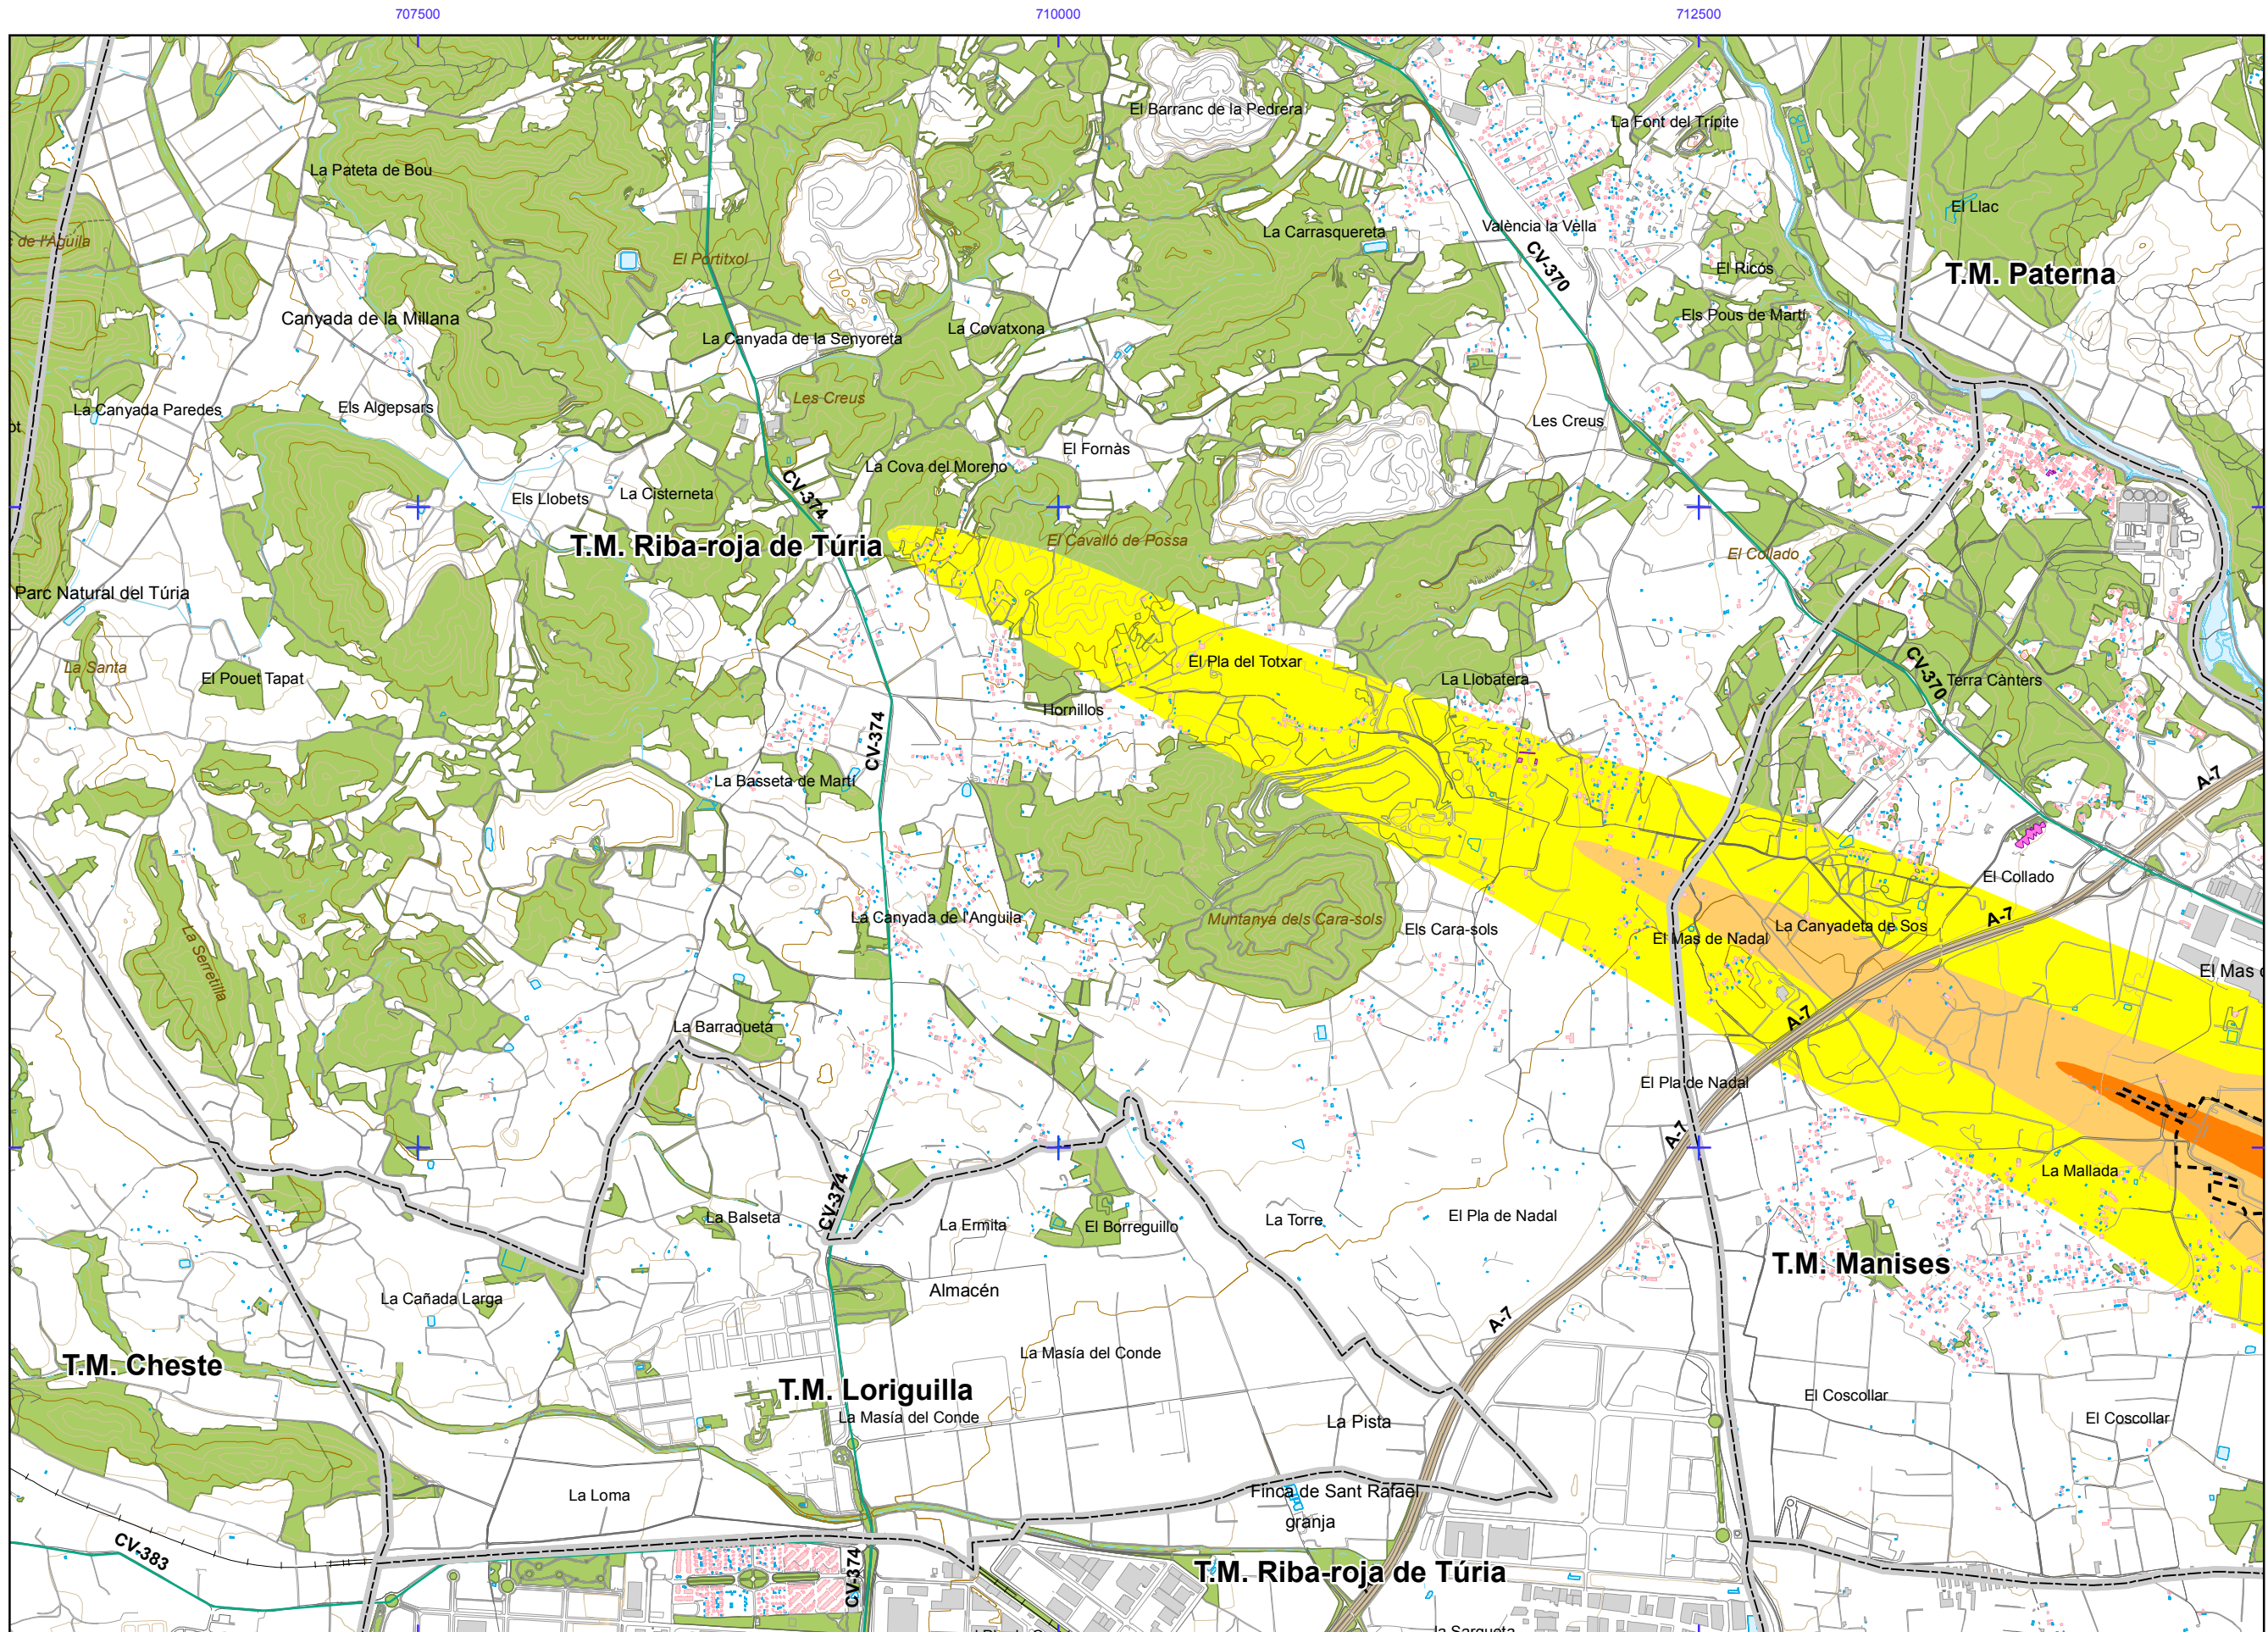 707500
710000
712500
El Barranc de la Pedrera
La Font del Trípite
La Pateta de Bou
El Llac
La Carrasquereta
València la Vella
de l'Àguila
El Portitxol
CV-370
El Ricós
T.M. Paterna
Canyada de la Millana
La Canyada de la Senyoreta
La Covatxona
Els Pous de Martí
Les Creus
La Canyada Paredes
Els Algepsars
Les Creus
El Fornàs
La Cova del Moreno
Els Llobets
La Cisterneta
CV-374
T.M. Riba-roja de Túria
El Cavalló de Possa
El Collado
Parc Natural del Túria
La Santa
El Pouet Tapat
El Pla del Totxar
La Llobatera
CV-370
Terra Cànters
Hornillos
CV-374
La Basseta de Martí
A-7
El Collado
La Canyada de l'Anguila
Muntanya dels Cara-sols
Els Cara-sols
A-7
La Canyadeta de Sos
El Mas de Nadal
La Serretilla
El Mas
A-7
La Barraqueta
El Pla de Nadal
A-7
La Mallada
CV-374
La Balseta
La Ermita
El Borreguillo
La Torre
El Pla de Nadal
T.M. Manises
Almacén
La Cañada Larga
A-7
La Masía del Conde
T.M. Cheste
T.M. Loriguilla
La Masía del Conde
La Pista
El Coscollar
El Coscollar
La Loma
Finca de Sant Rafaël
granja
CV-383
CV-374
T.M. Riba-roja de Túria